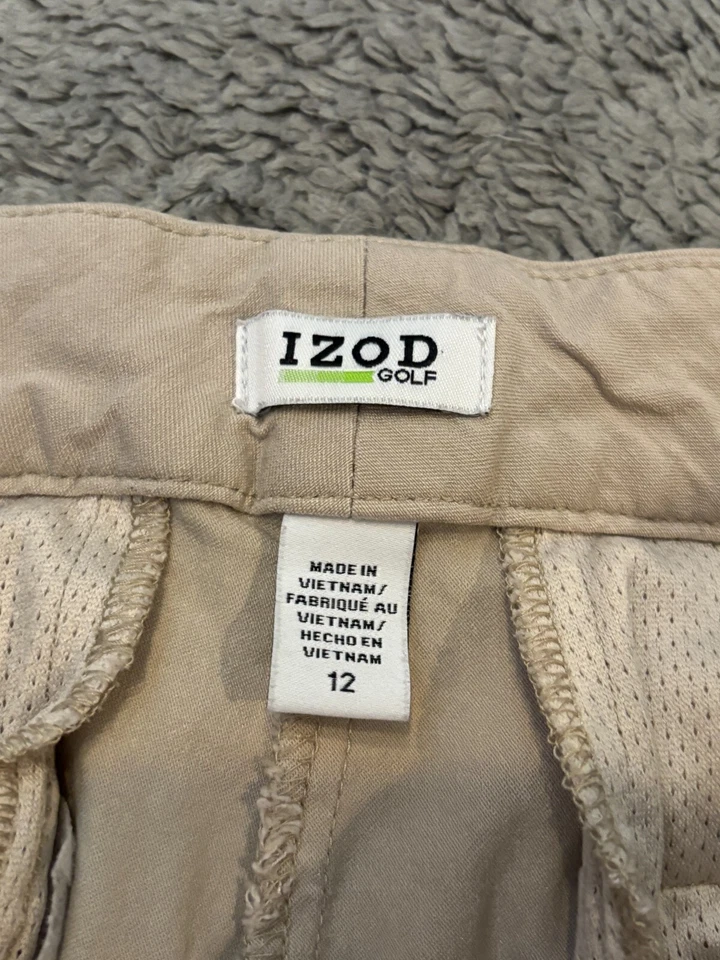 IZOD
GOLF
MADE IN
VIETNAM/
FABRIQUÉ AU
VIETNAM/
HECHO EN
VIETNAM
12